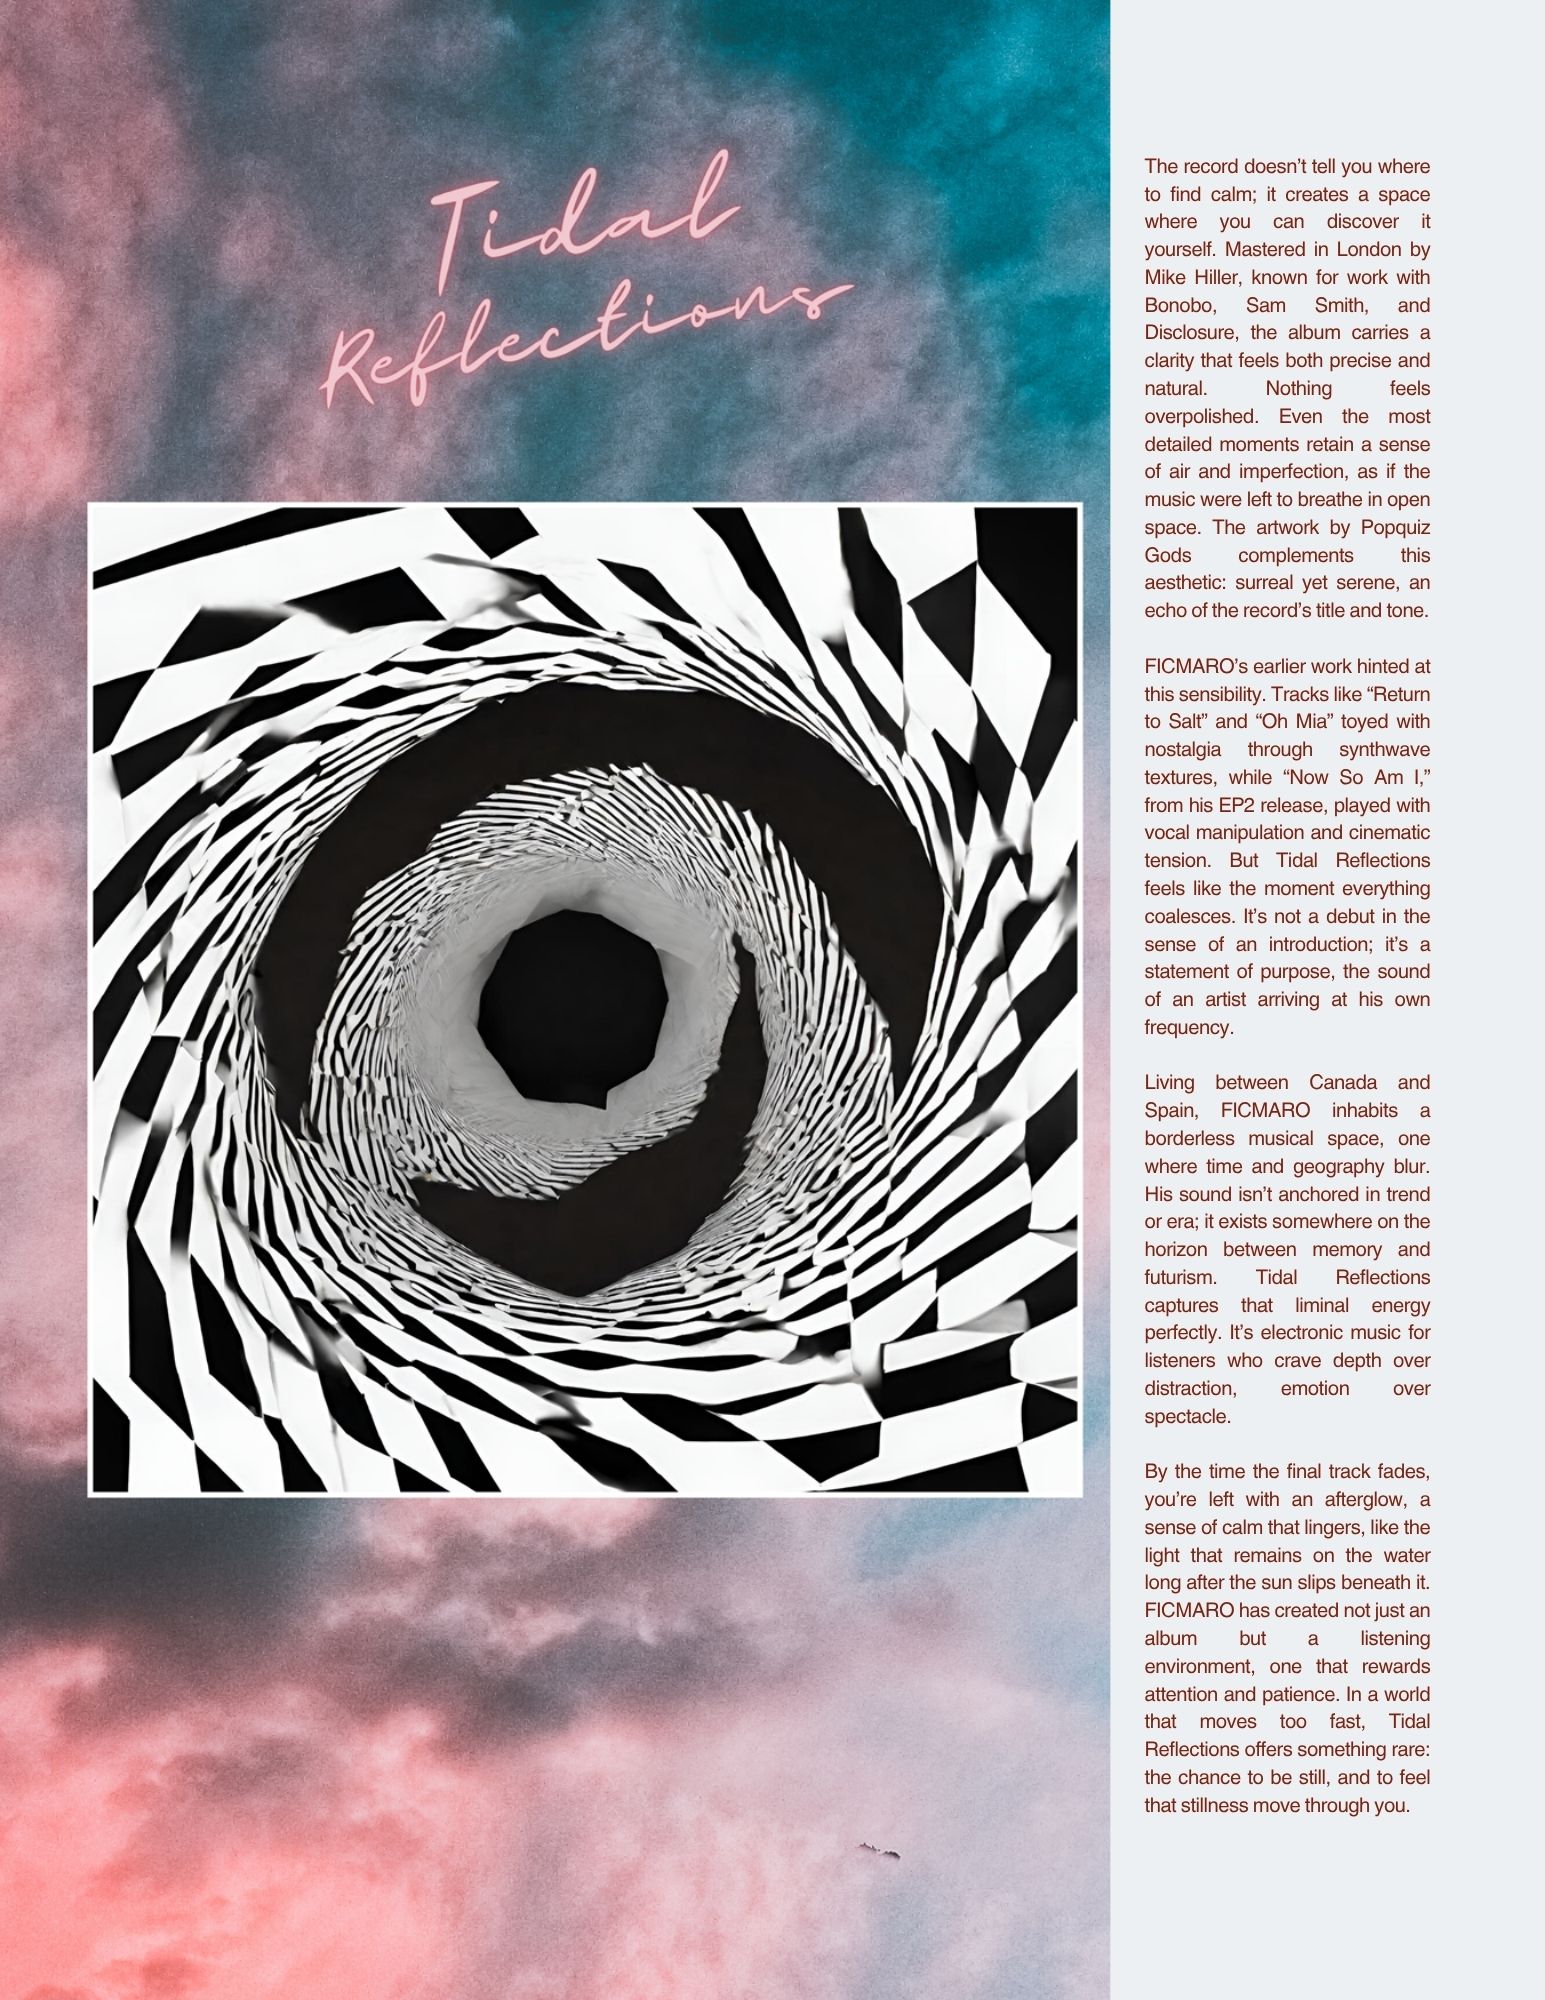 Tidal
Reflections
The record doesn’t tell you where
to find calm; it creates a space
where you can discover it
yourself. Mastered in London by
Mike Hiller, known for work with
Bonobo, Sam Smith, and
Disclosure, the album carries a
clarity that feels both precise and
natural. Nothing feels
overpolished. Even the most
detailed moments retain a sense
of air and imperfection, as if the
music were left to breathe in open
space. The artwork by Popquiz
Gods complements this
aesthetic: surreal yet serene, an
echo of the record’s title and tone.
FICMARO’s earlier work hinted at
this sensibility. Tracks like “Return
to Salt” and “Oh Mia” toyed with
nostalgia through synthwave
textures, while “Now So Am I,”
from his EP2 release, played with
vocal manipulation and cinematic
tension. But Tidal Reflections
feels like the moment everything
coalesces. It’s not a debut in the
sense of an introduction; it’s a
statement of purpose, the sound
of an artist arriving at his own
frequency.
Living between Canada and
Spain, FICMARO inhabits a
borderless musical space, one
where time and geography blur.
His sound isn’t anchored in trend
or era; it exists somewhere on the
horizon between memory and
futurism. Tidal Reflections
captures that liminal energy
perfectly. It’s electronic music for
listeners who crave depth over
distraction, emotion over
spectacle.
By the time the final track fades,
you’re left with an afterglow, a
sense of calm that lingers, like the
light that remains on the water
long after the sun slips beneath it.
FICMARO has created not just an
album but a listening
environment, one that rewards
attention and patience. In a world
that moves too fast, Tidal
Reflections offers something rare:
the chance to be still, and to feel
that stillness move through you.